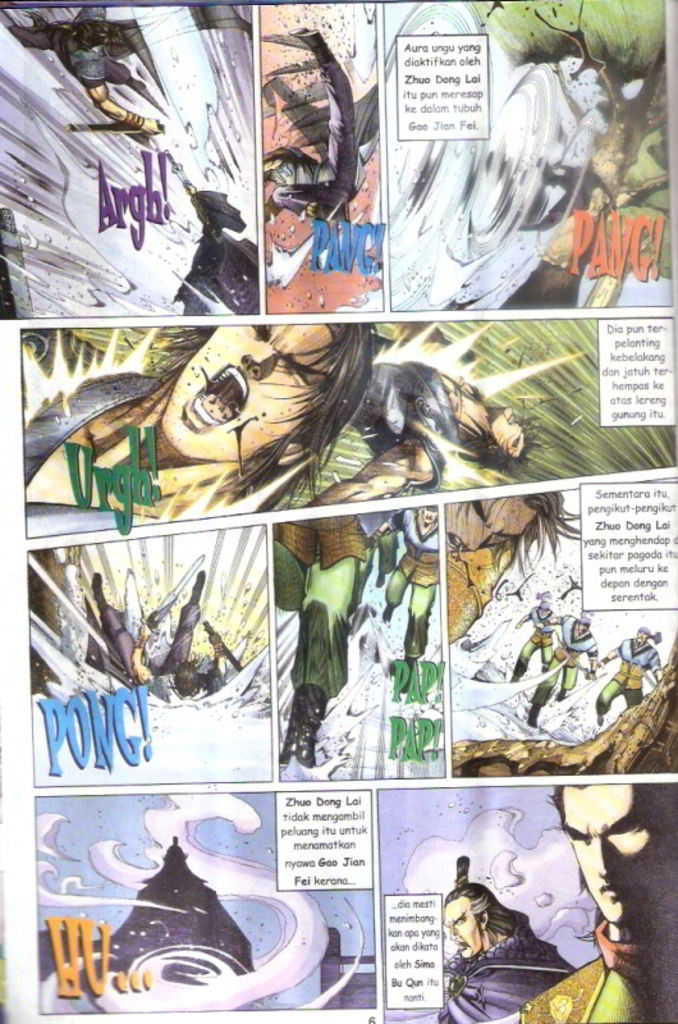 Argh!
PANG!
Aura ungu yang
diaktifkan oleh
Zhuo Dong Lai
itu pun meresap
ke dalam tubuh
Gao Jian Fei.
PANG!
Urgh!
Dia pun ter-
pelanting
kebelakang
dan jatuh ter-
hempas ke
atas lereng
gunung itu.
PONG!
PAP!
PAP!
Sementara itu,
pengikut-pengikut
Zhuo Dong Lai
yang menghendap di
sekitar pagoda itu
pun meluru ke
depan dengan
serentak.
HU...
Zhuo Dong Lai
tidak mengambil
peluang itu untuk
menamatkan
nyawa Gao Jian
Fei kerana...
...dia mesti
menimbang-
kan apa yang
akan dikata
oleh Sima
Bu Qun itu
nanti.
6